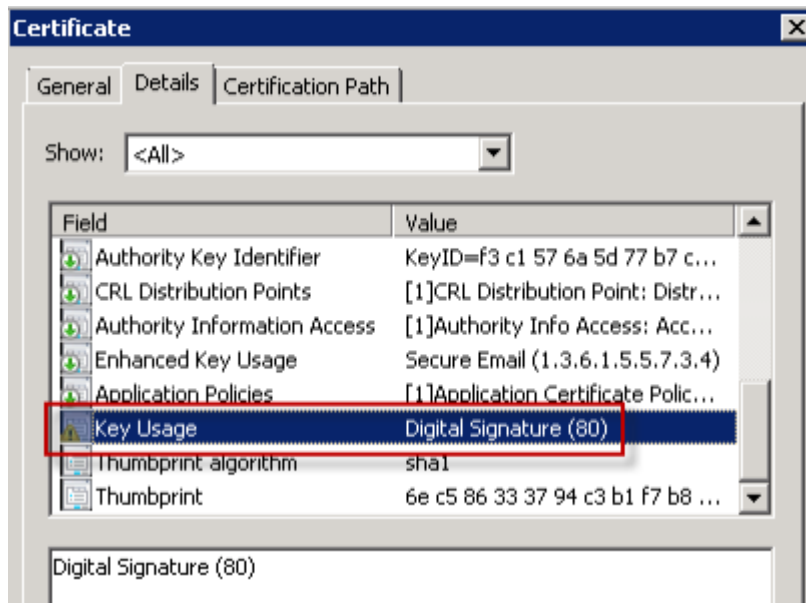 Certificate
General Details Certification Path
Show: <All>
Field Value
Authority Key Identifier KeyID=f3 c1 57 6a 5d 77 b7 c...
CRL Distribution Points [1]CRL Distribution Point: Distr...
Authority Information Access [1]Authority Info Access: Acc...
Enhanced Key Usage Secure Email (1.3.6.1.5.5.7.3.4)
Application Policies [1]Application Certificate Polic...
Key Usage Digital Signature (80)
Thumbprint algorithm sha1
Thumbprint 6e c5 86 33 37 94 c3 b1 f7 b8 ...
Digital Signature (80)